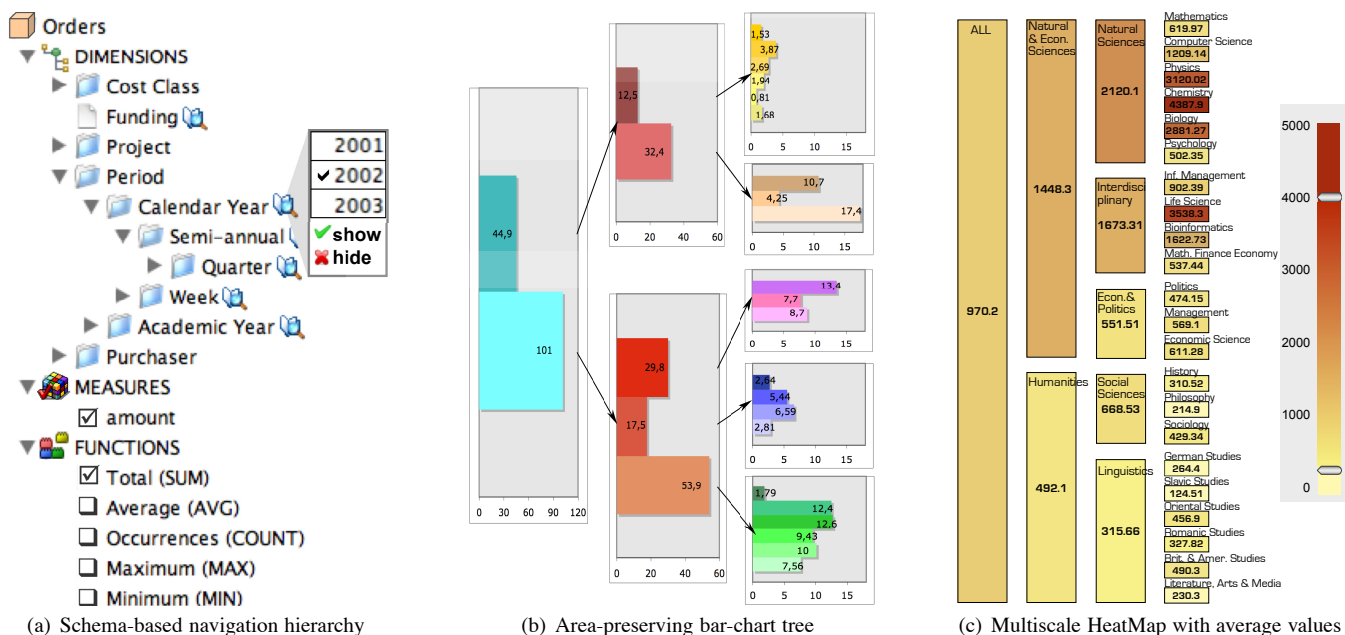 Orders
DIMENSIONS
Cost Class
Funding
Project
Period
Calendar Year
Semi-annual
Quarter
Week
Academic Year
Purchaser
MEASURES
amount
FUNCTIONS
Total (SUM)
Average (AVG)
Occurrences (COUNT)
Maximum (MAX)
Minimum (MIN)
2001
2002
2003
show
hide
(a) Schema-based navigation hierarchy
44,9
101
0 30 60 90 120
12,5
32,4
0 20 40 60
29,8
17,5
53,9
0 20 40 60
1,53
3,87
2,69
1,94
0,81
1,68
0 5 10 15
10,7
4,25
17,4
0 5 10 15
13,4
7,7
8,7
0 5 10 15
2,64
5,44
6,59
2,81
0 5 10 15
1,79
12,4
12,6
9,43
10
7,56
0 5 10 15
(b) Area-preserving bar-chart tree
ALL
970.2
Natural
& Econ.
Sciences
1448.3
Humanities
492.1
Natural
Sciences
2120.1
Interdisci
plinary
1673.31
Econ.&
Politics
551.51
Social
Sciences
668.53
Linguistics
315.66
Mathematics
619.97
Computer Science
1209.14
Physics
3120.02
Chemistry
4387.9
Biology
2881.27
Psychology
502.35
Inf. Management
902.39
Life Science
3538.3
Bioinformatics
1622.73
Math. Finance Economy
537.44
Politics
474.15
Management
569.1
Economic Science
611.28
History
310.52
Philosophy
214.9
Sociology
429.34
German Studies
264.4
Slavic Studies
124.51
Oriental Studies
456.9
Romanic Studies
327.82
Brit. & Amer. Studies
490.3
Literature, Arts & Media
230.3
5000
4000
3000
2000
1000
0
(c) Multiscale HeatMap with average values